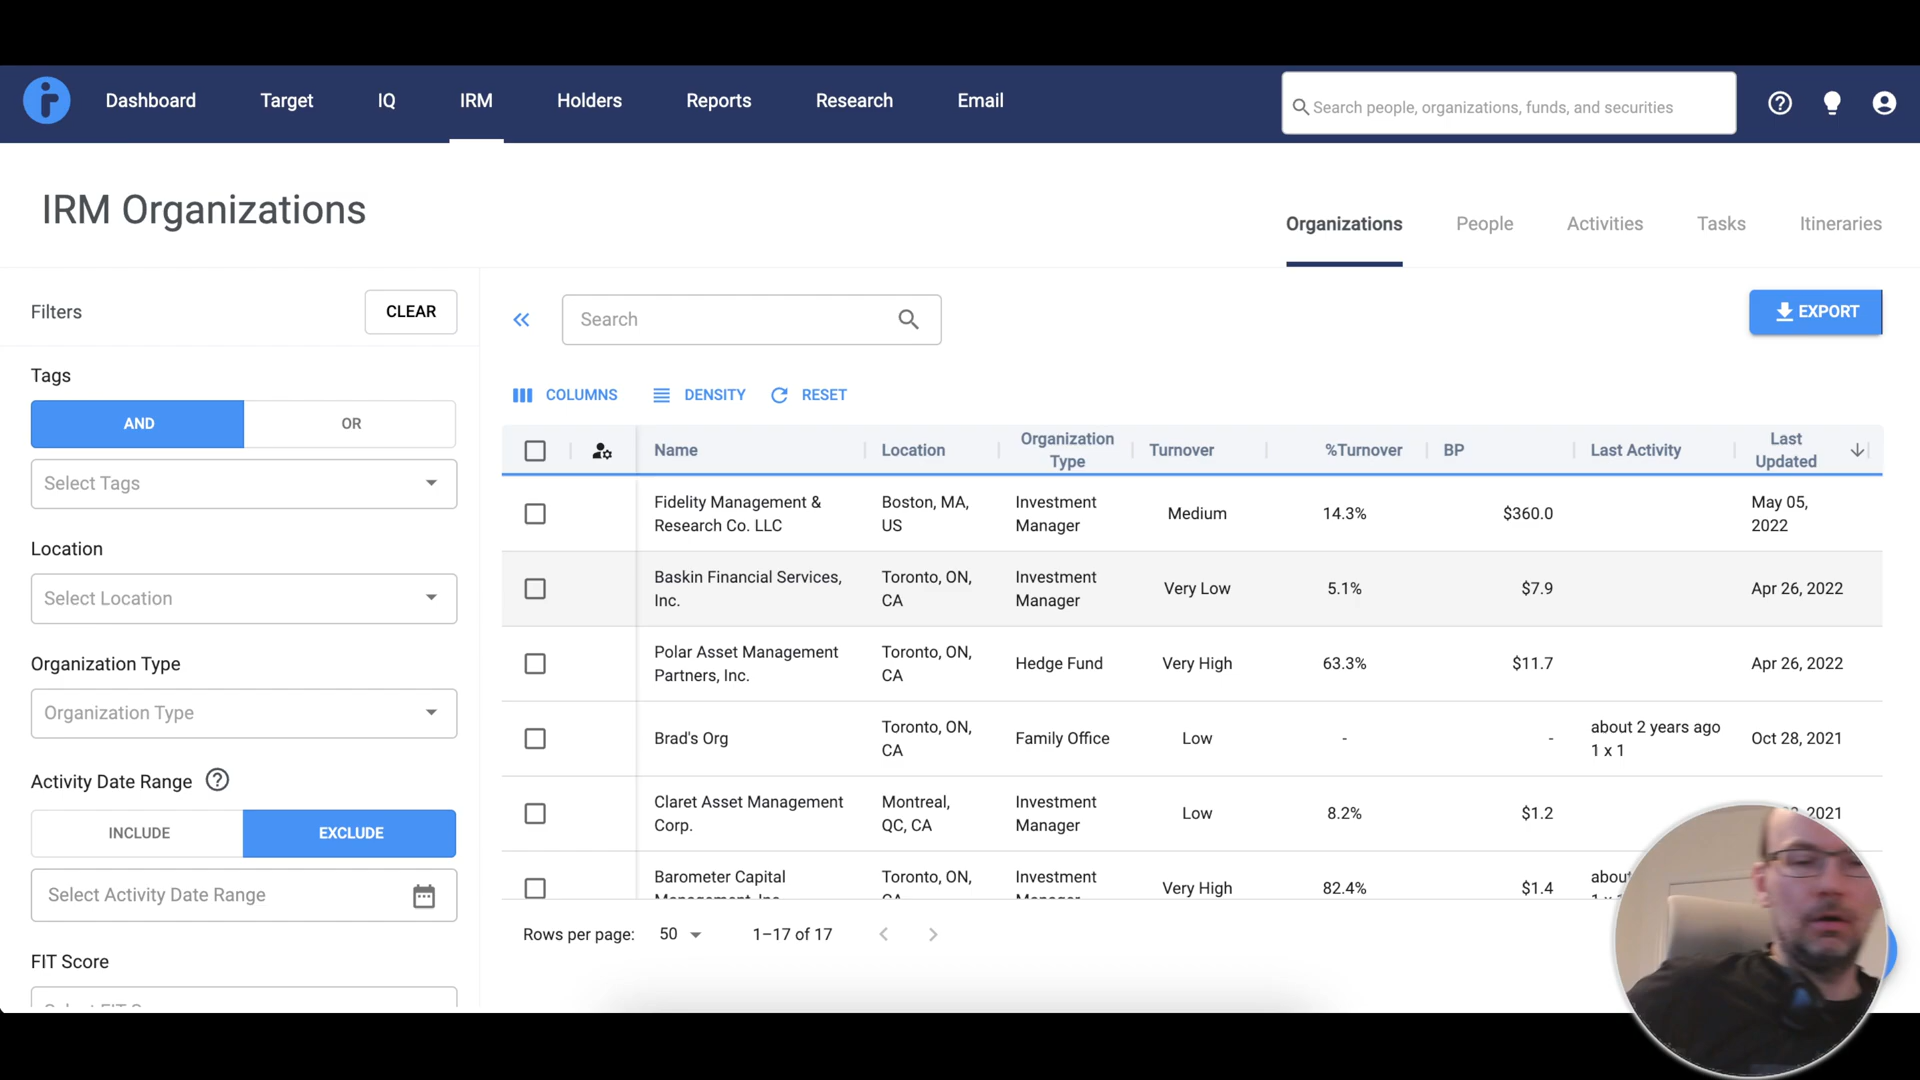 Dashboard
Target
IQ
IRM
Holders
Reports
Research
Email
Search people, organizations, funds, and securities
IRM Organizations
Organizations
People
Activities
Tasks
Itineraries
Filters
CLEAR
Search
EXPORT
Tags
AND
OR
Select Tags
Location
Select Location
Organization Type
Organization Type
Activity Date Range
INCLUDE
EXCLUDE
Select Activity Date Range
FIT Score
COLUMNS
DENSITY
RESET
Name
Location
Organization
Type
Turnover
%Turnover
BP
Last Activity
Last
Updated
Fidelity Management &
Research Co. LLC
Boston, MA,
US
Investment
Manager
Medium
14.3%
$360.0
May 05,
2022
Baskin Financial Services,
Inc.
Toronto, ON,
CA
Investment
Manager
Very Low
5.1%
$7.9
Apr 26, 2022
Polar Asset Management
Partners, Inc.
Toronto, ON,
CA
Hedge Fund
Very High
63.3%
$11.7
Apr 26, 2022
Brad's Org
Toronto, ON,
CA
Family Office
Low
-
-
about 2 years ago
1 x 1
Oct 28, 2021
Claret Asset Management
Corp.
Montreal,
QC, CA
Investment
Manager
Low
8.2%
$1.2
2021
Barometer Capital
Toronto, ON,
Investment
Very High
82.4%
$1.4
Rows per page:
50
1–17 of 17